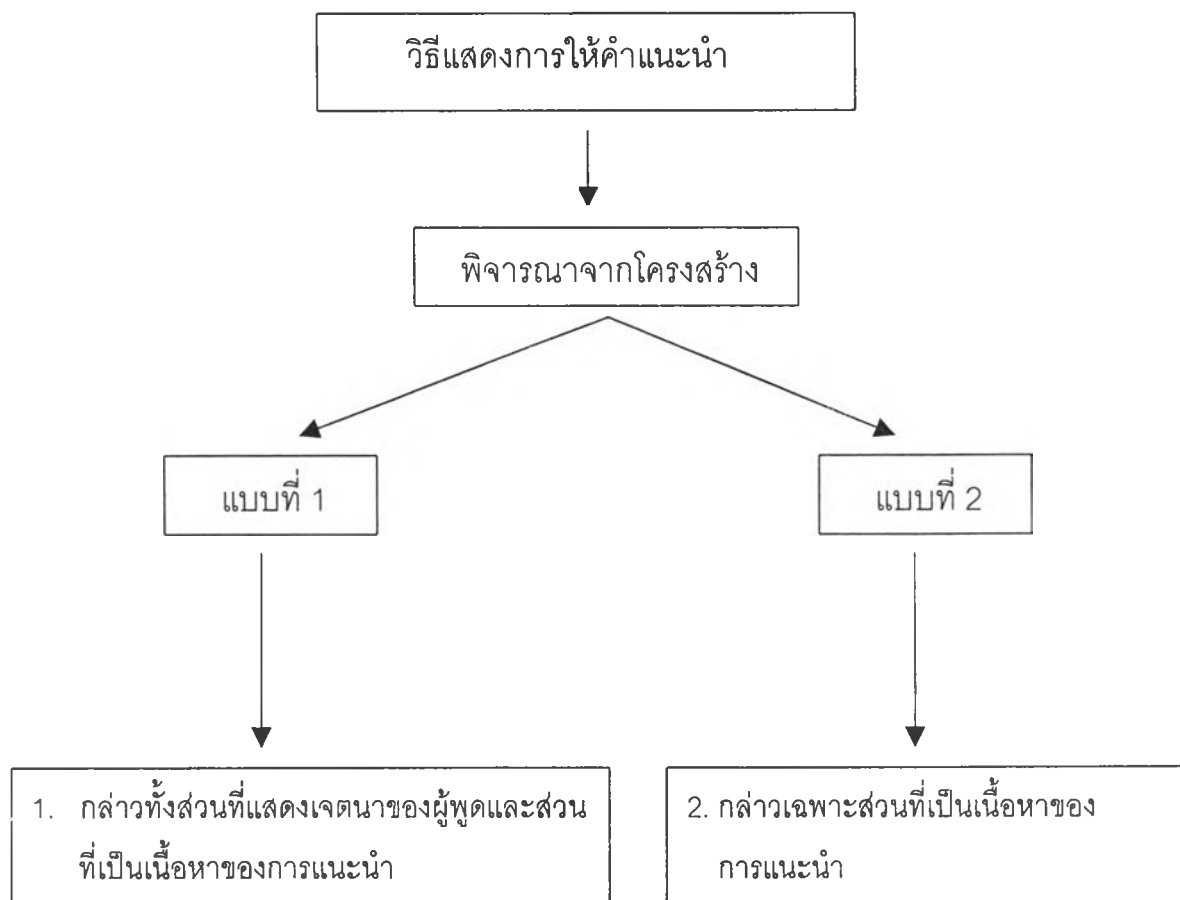 วิธีแสดงการให้คำแนะนำ
พิจารณาจากโครงสร้าง
แบบที่ 1
แบบที่ 2
1. กล่าวทั้งส่วนที่แสดงเจตนาของผู้พูดและส่วน
ที่เป็นเนื้อหาของการแนะนำ
2. กล่าวเฉพาะส่วนที่เป็นเนื้อหาของ
การแนะนำ